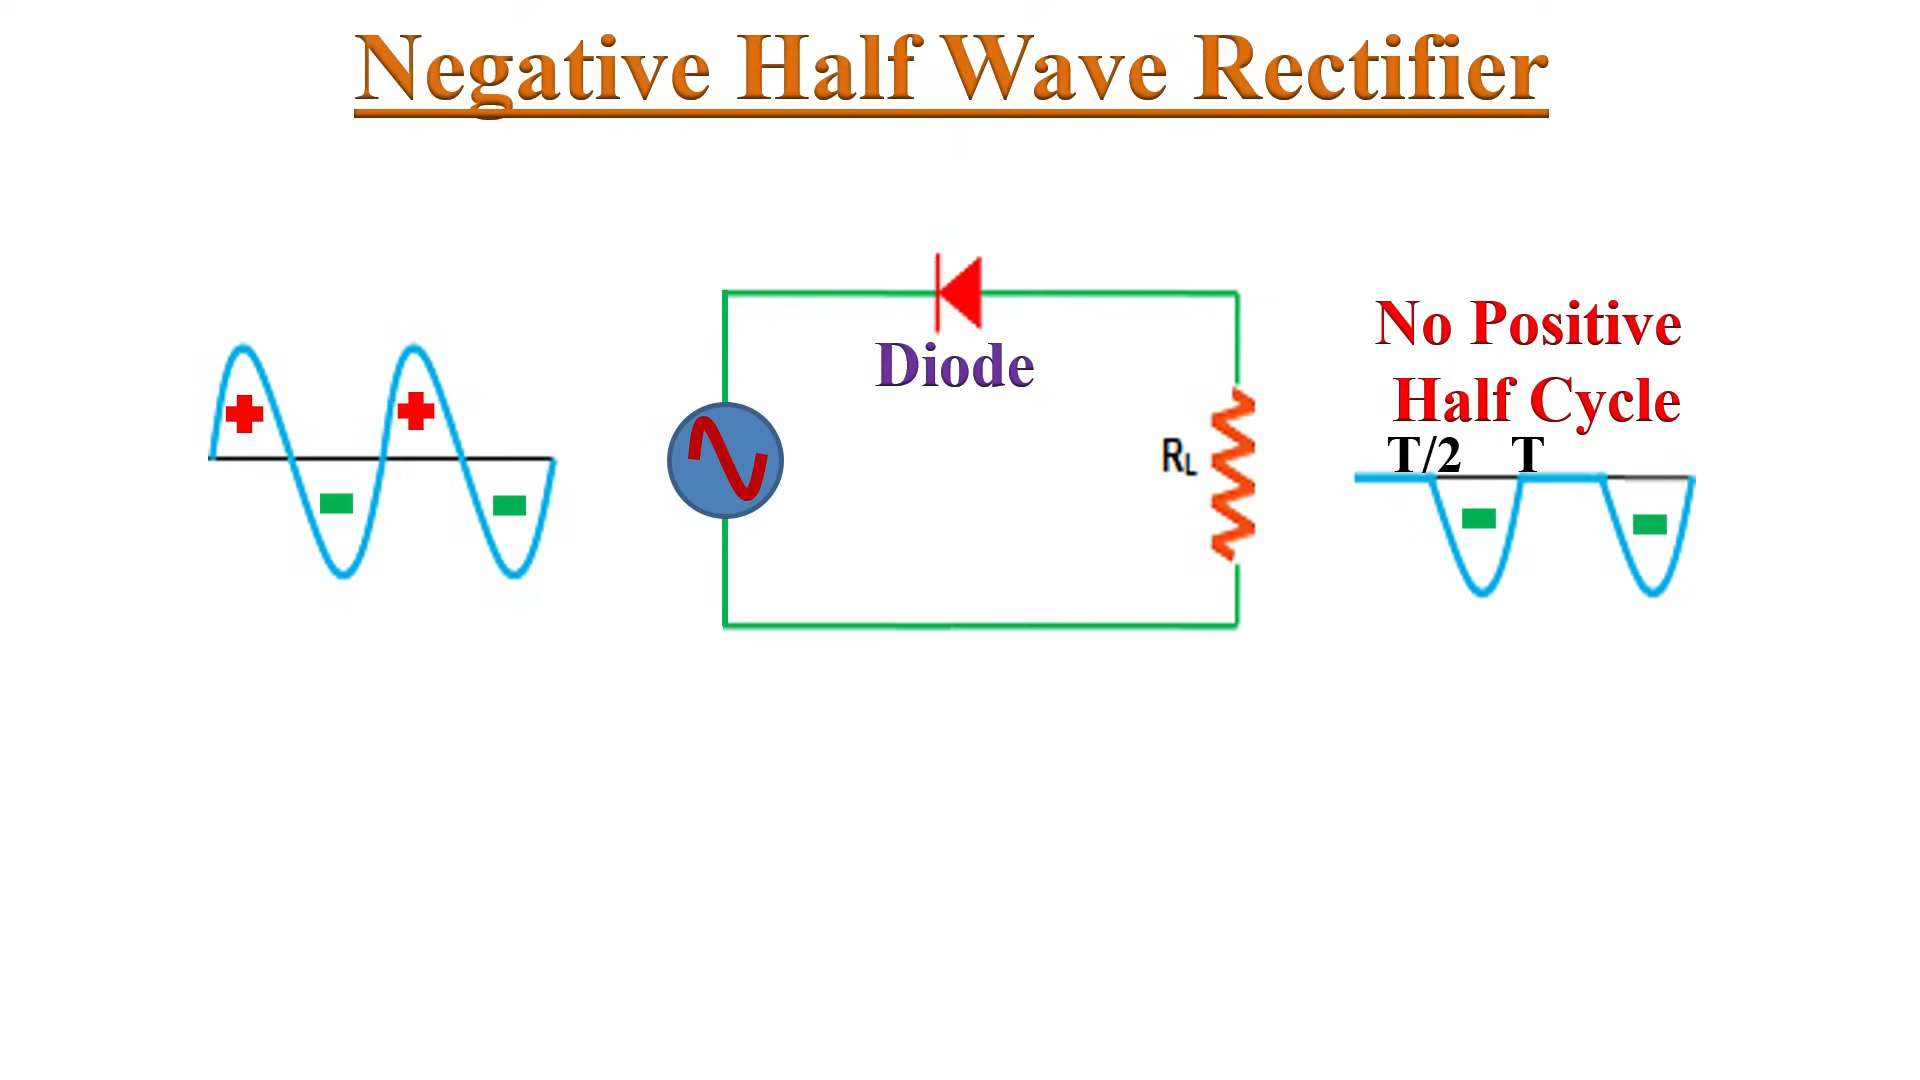 Negative Half Wave Rectifier
Diode
RL
No Positive
Half Cycle
T/2 T